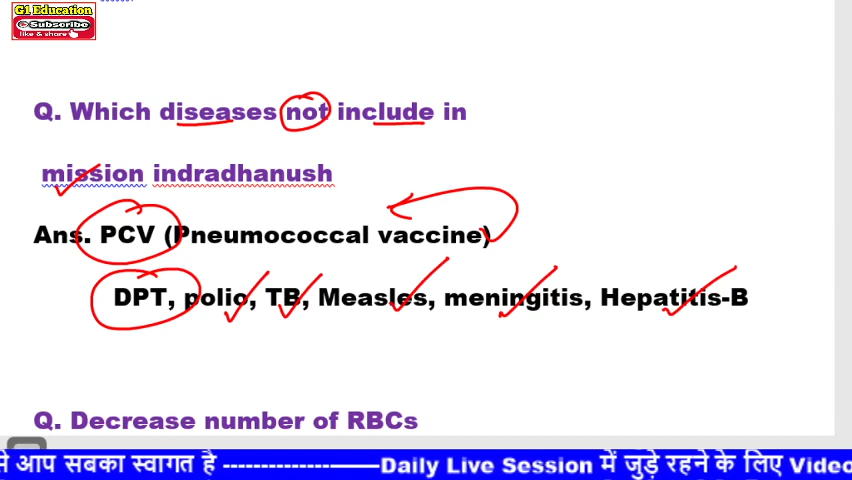 G1 Education
Subscribe
like & share
Q. Which diseases not include in
mission indradhanush
Ans. PCV (Pneumococcal vaccine)
DPT, polio, TB, Measles, meningitis, Hepatitis-B
Q. Decrease number of RBCs
से आप सबका स्वागत है ---------------——Daily Live Session में जुड़े रहने के लिए Video